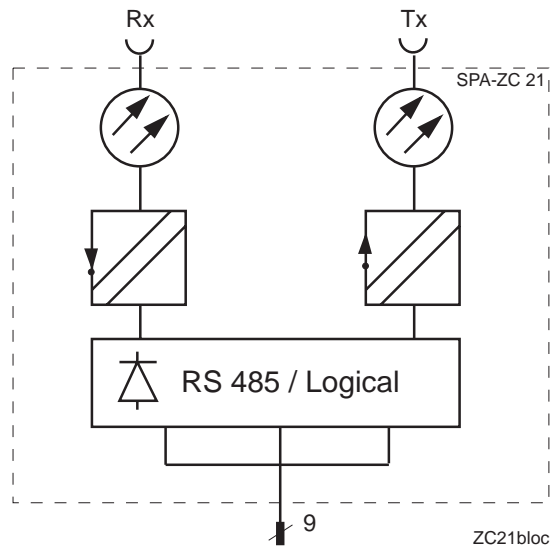 Rx
Tx
SPA-ZC 21
RS 485 / Logical
9
ZC21bloc